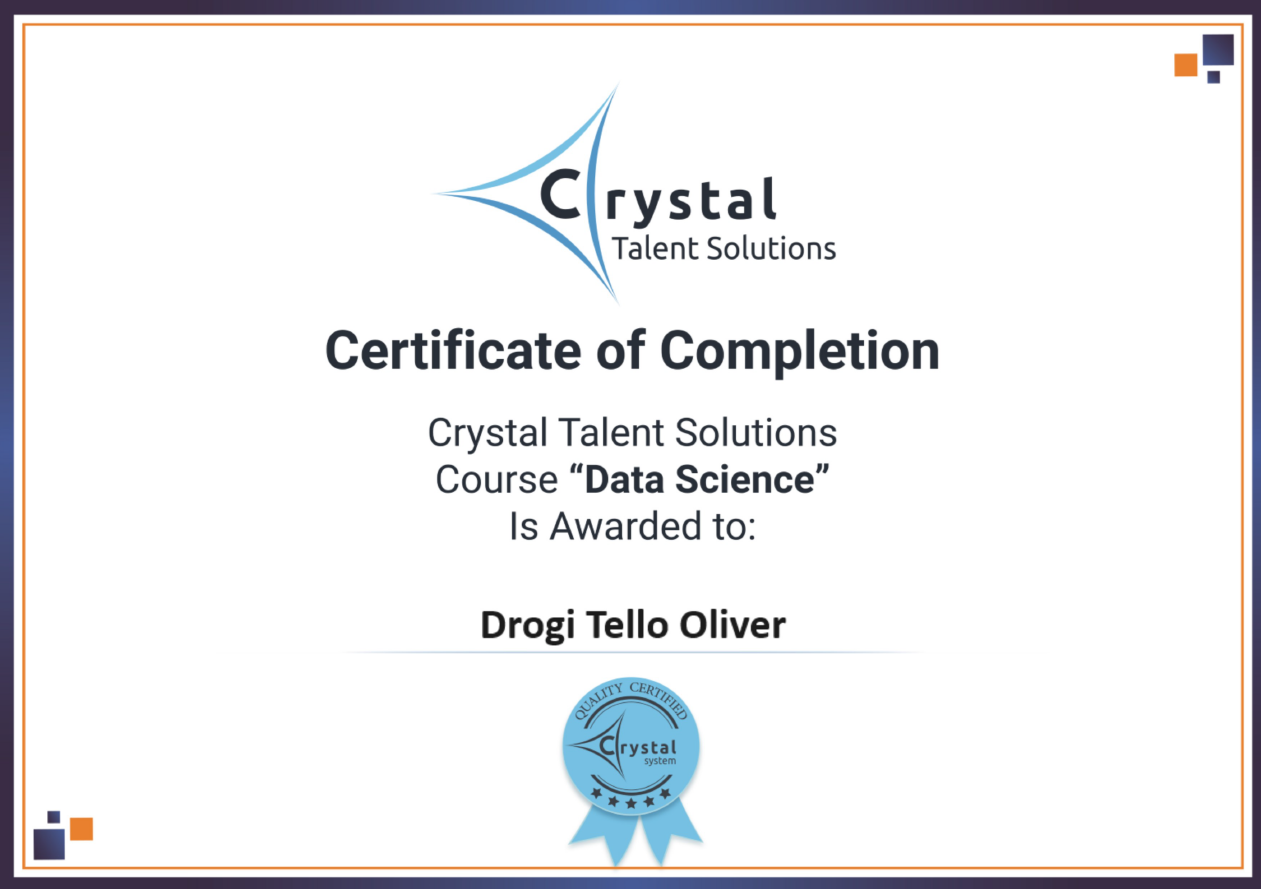 Crystal
Talent Solutions
Certificate of Completion
Crystal Talent Solutions
Course “Data Science”
Is Awarded to:
Drogi Tello Oliver
QUALITY CERTIFIED
Crystal
system